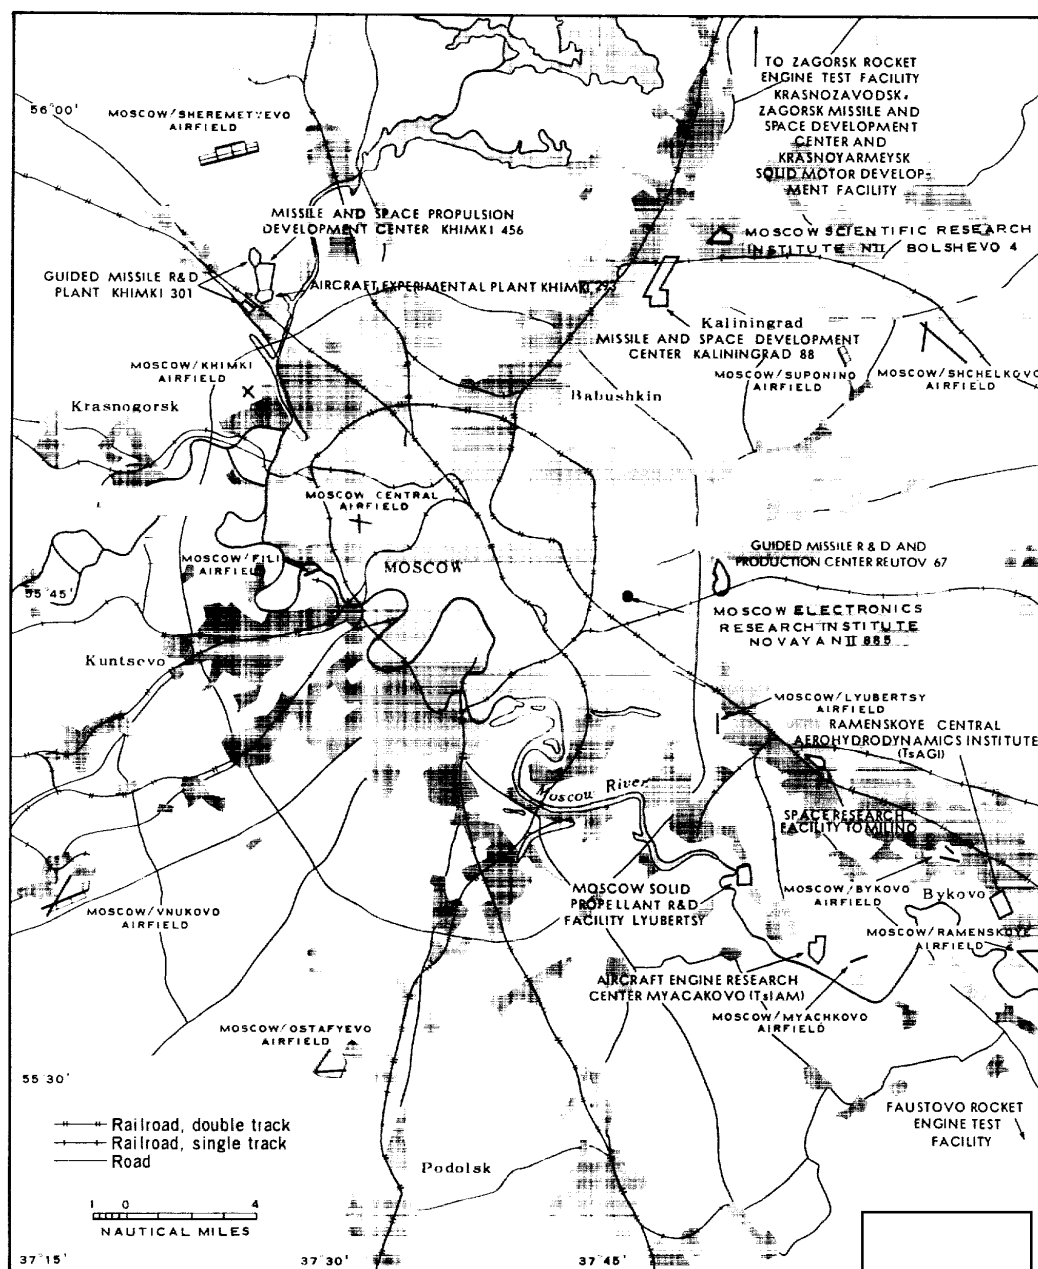 TO ZAGORSK ROCKET
ENGINE TEST FACILITY
KRASNOZAVODSK,
ZAGORSK MISSILE AND
SPACE DEVELOPMENT
CENTER AND
KRASNOYARMEYSK
SOLID MOTOR DEVELOP-
MENT FACILITY
56°00'
MOSCOW/SHEREMETYEVO
AIRFIELD
MISSILE AND SPACE PROPULSION
DEVELOPMENT CENTER KHIMKI 456
MOSCOW SCIENTIFIC RESEARCH
INSTITUTE NII BOLSHEVO 4
GUIDED MISSILE R&D
PLANT KHIMKI 301
AIRCRAFT EXPERIMENTAL PLANT KHIMKI 293
Kaliningrad
MISSILE AND SPACE DEVELOPMENT
CENTER KALININGRAD 88
MOSCOW/KHIMKI
AIRFIELD
MOSCOW/SUPONINO
AIRFIELD
MOSCOW/SHCHELKOVO
AIRFIELD
Krasnogorsk
Babushkin
MOSCOW CENTRAL
AIRFIELD
MOSCOW/FILI
AIRFIELD
MOSCOW
GUIDED MISSILE R & D AND
PRODUCTION CENTER REUTOV 67
55°45'
MOSCOW ELECTRONICS
RESEARCH INSTITUTE
NOVAYA NII 885
Kuntsevo
MOSCOW/LYUBERTSY
AIRFIELD
RAMENSKOYE CENTRAL
AEROHYDRODYNAMICS INSTITUTE
(TsAGI)
Moscow River
SPACE RESEARCH
FACILITY TOMILINO
MOSCOW SOLID
PROPELLANT R&D
FACILITY LYUBERTSY
MOSCOW/BYKOVO
AIRFIELD
Bykovo
MOSCOW/VNUKOVO
AIRFIELD
MOSCOW/RAMENSKOYE
AIRFIELD
AIRCRAFT ENGINE RESEARCH
CENTER MYACAKOVO (TsIAM)
MOSCOW/MYACHKOVO
AIRFIELD
MOSCOW/OSTAFYEVO
AIRFIELD
55°30'
FAUSTOVO ROCKET
ENGINE TEST
FACILITY
Railroad, double track
Railroad, single track
Road
Podolsk
1 0 4
NAUTICAL MILES
37°15'
37°30'
37°45'